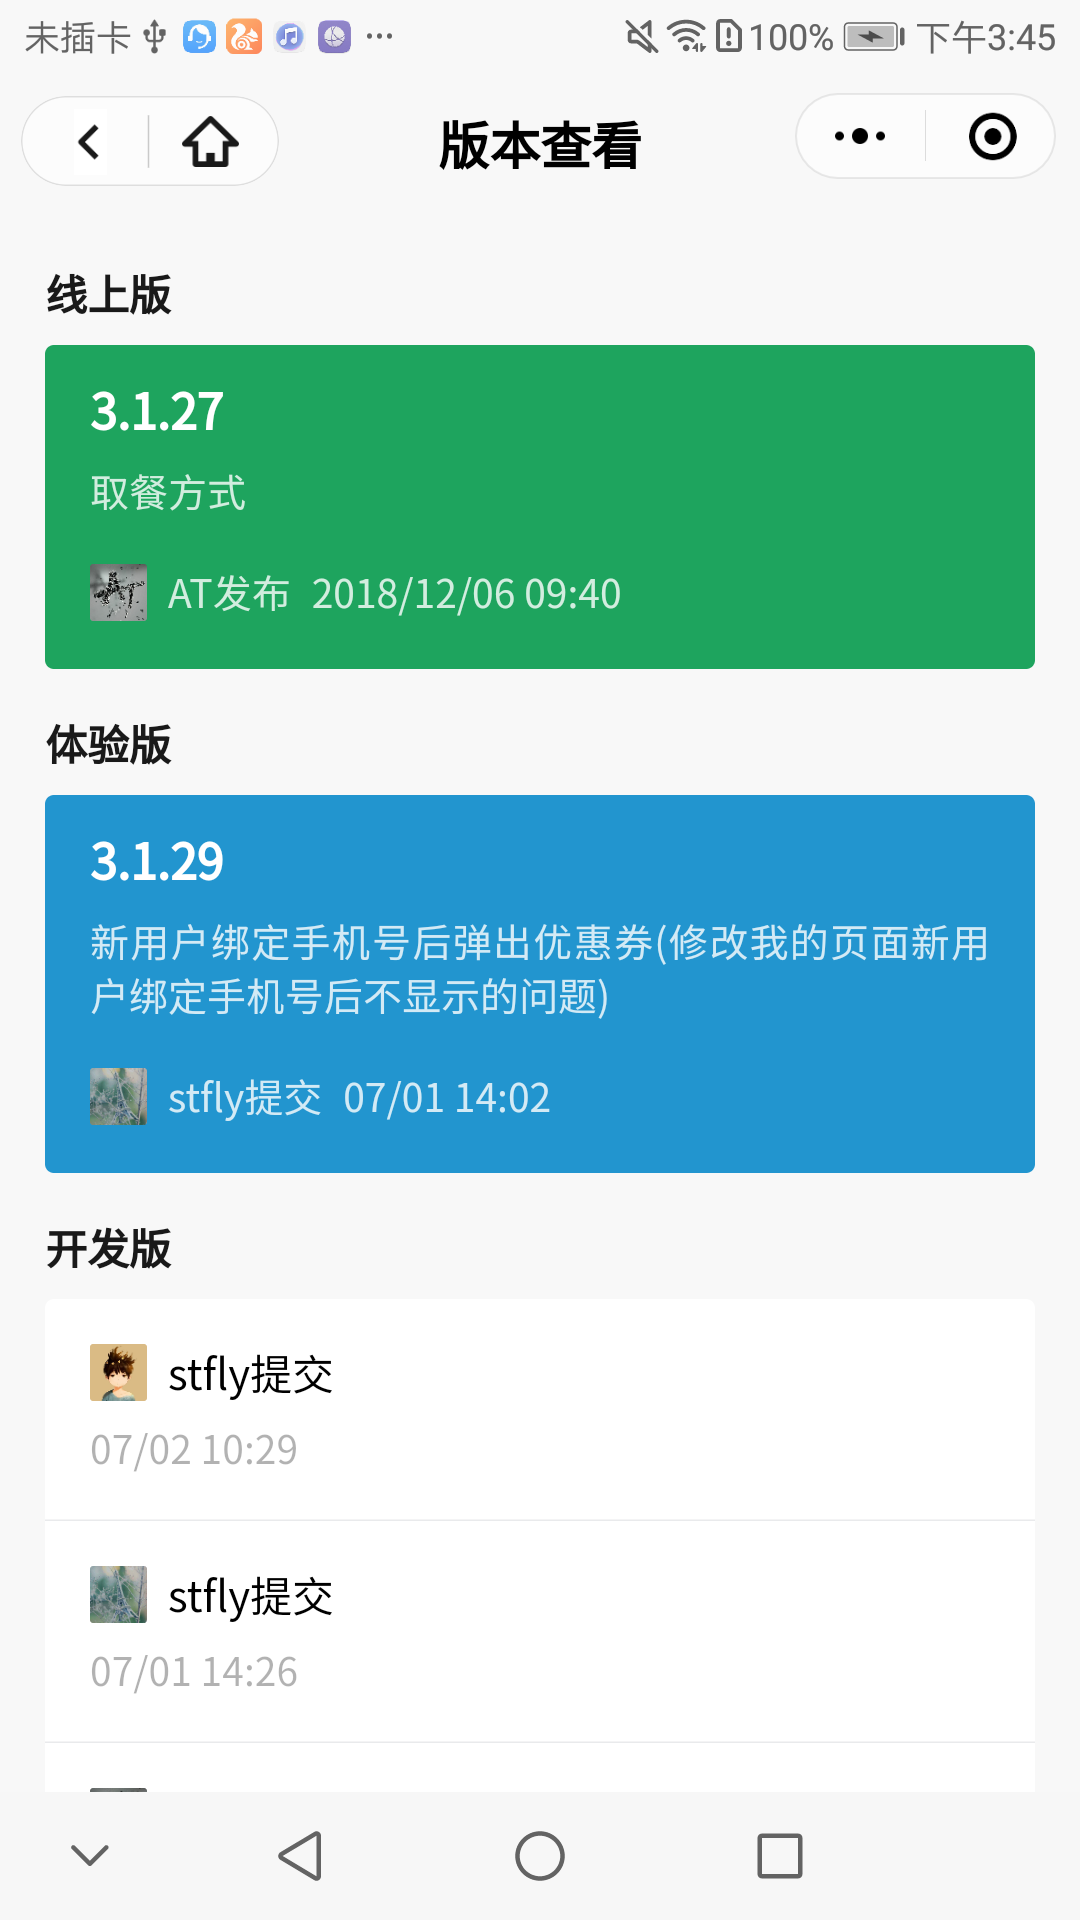 未插卡 100% 下午3:45
版本查看
线上版
3.1.27
取餐方式
AT发布 2018/12/06 09:40
体验版
3.1.29
新用户绑定手机号后弹出优惠券(修改我的页面新用
户绑定手机号后不显示的问题)
stfly提交 07/01 14:02
开发版
stfly提交
07/02 10:29
stfly提交
07/01 14:26